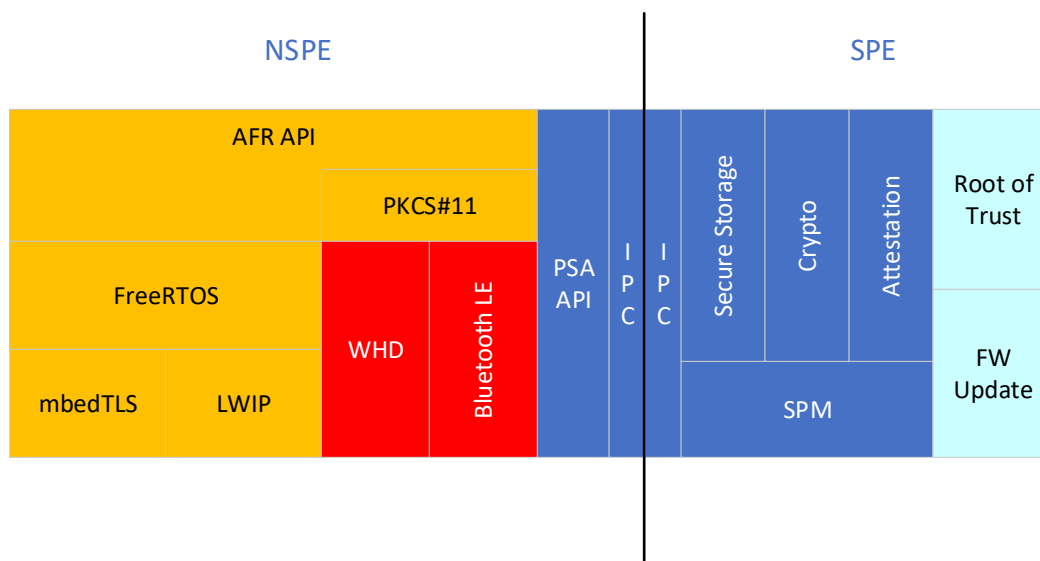 NSPE
SPE
AFR API
PKCS#11
FreeRTOS
mbedTLS
LWIP
WHD
Bluetooth LE
PSA
API
I
P
C
I
P
C
Secure Storage
Crypto
Attestation
SPM
Root of
Trust
FW
Update